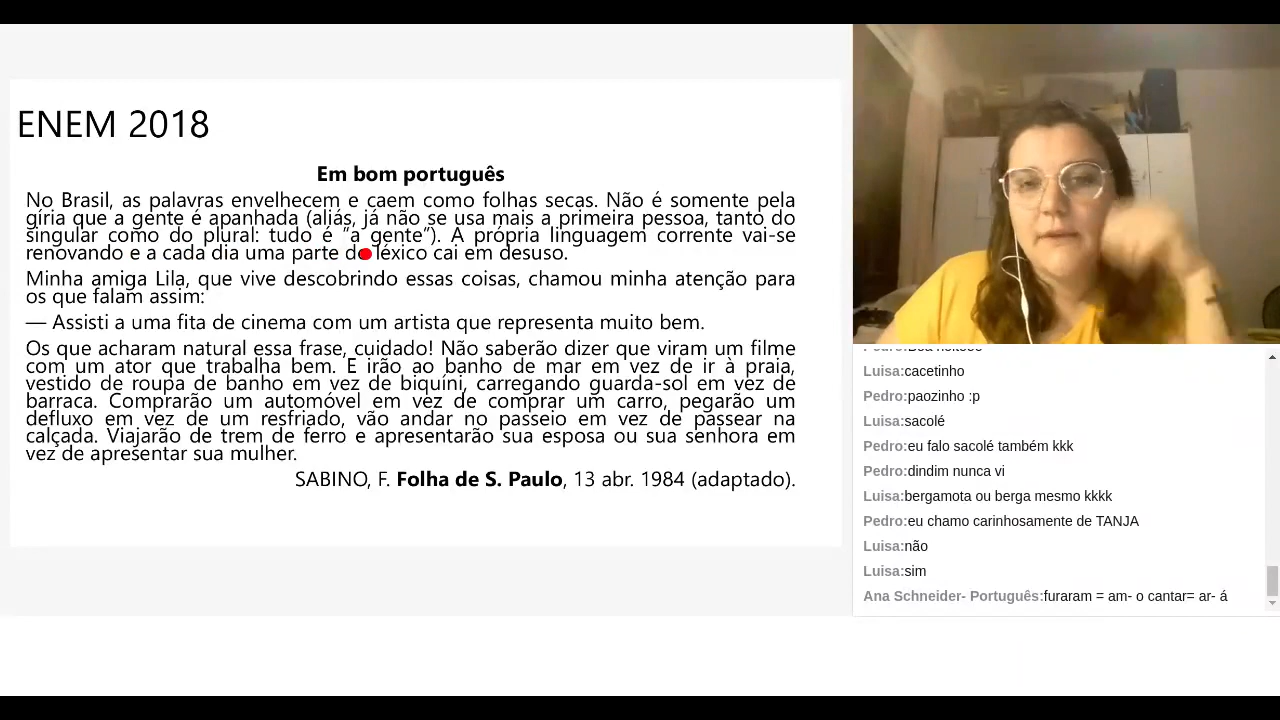 ENEM 2018
Em bom português
No Brasil, as palavras envelhecem e caem como folhas secas. Não é somente pela
gíria que a gente é apanhada (aliás, já não se usa mais a primeira pessoa, tanto do
singular como do plural: tudo é “a gente”). A própria linguagem corrente vai-se
renovando e a cada dia uma parte do léxico cai em desuso.
Minha amiga Lila, que vive descobrindo essas coisas, chamou minha atenção para
os que falam assim:
— Assisti a uma fita de cinema com um artista que representa muito bem.
Os que acharam natural essa frase, cuidado! Não saberão dizer que viram um filme
com um ator que trabalha bem. E irão ao banho de mar em vez de ir à praia,
vestido de roupa de banho em vez de biquíni, carregando guarda-sol em vez de
barraca. Comprarão um automóvel em vez de comprar um carro, pegarão um
defluxo em vez de um resfriado, vão andar no passeio em vez de passear na
calçada. Viajarão de trem de ferro e apresentarão sua esposa ou sua senhora em
vez de apresentar sua mulher.
SABINO, F. Folha de S. Paulo, 13 abr. 1984 (adaptado).
Luisa:cacetinho
Pedro:paozinho :p
Luisa:sacolé
Pedro:eu falo sacolé também kkk
Pedro:dindim nunca vi
Luisa:bergamota ou berga mesmo kkkk
Pedro:eu chamo carinhosamente de TANJA
Luisa:não
Luisa:sim
Ana Schneider- Português:furaram = am- o cantar= ar- á